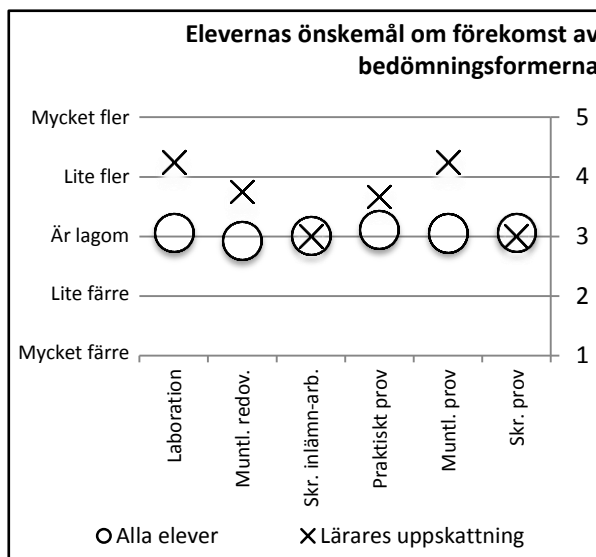 Elevernas önskemål om förekomst av
bedömningsformerna
Mycket fler
Lite fler
Är lagom
Lite färre
Mycket färre
5
4
3
2
1
Laboration
Muntl. redov.
Skr. inlämn-arb.
Praktiskt prov
Muntl. prov
Skr. prov
Alla elever
Lärares uppskattning